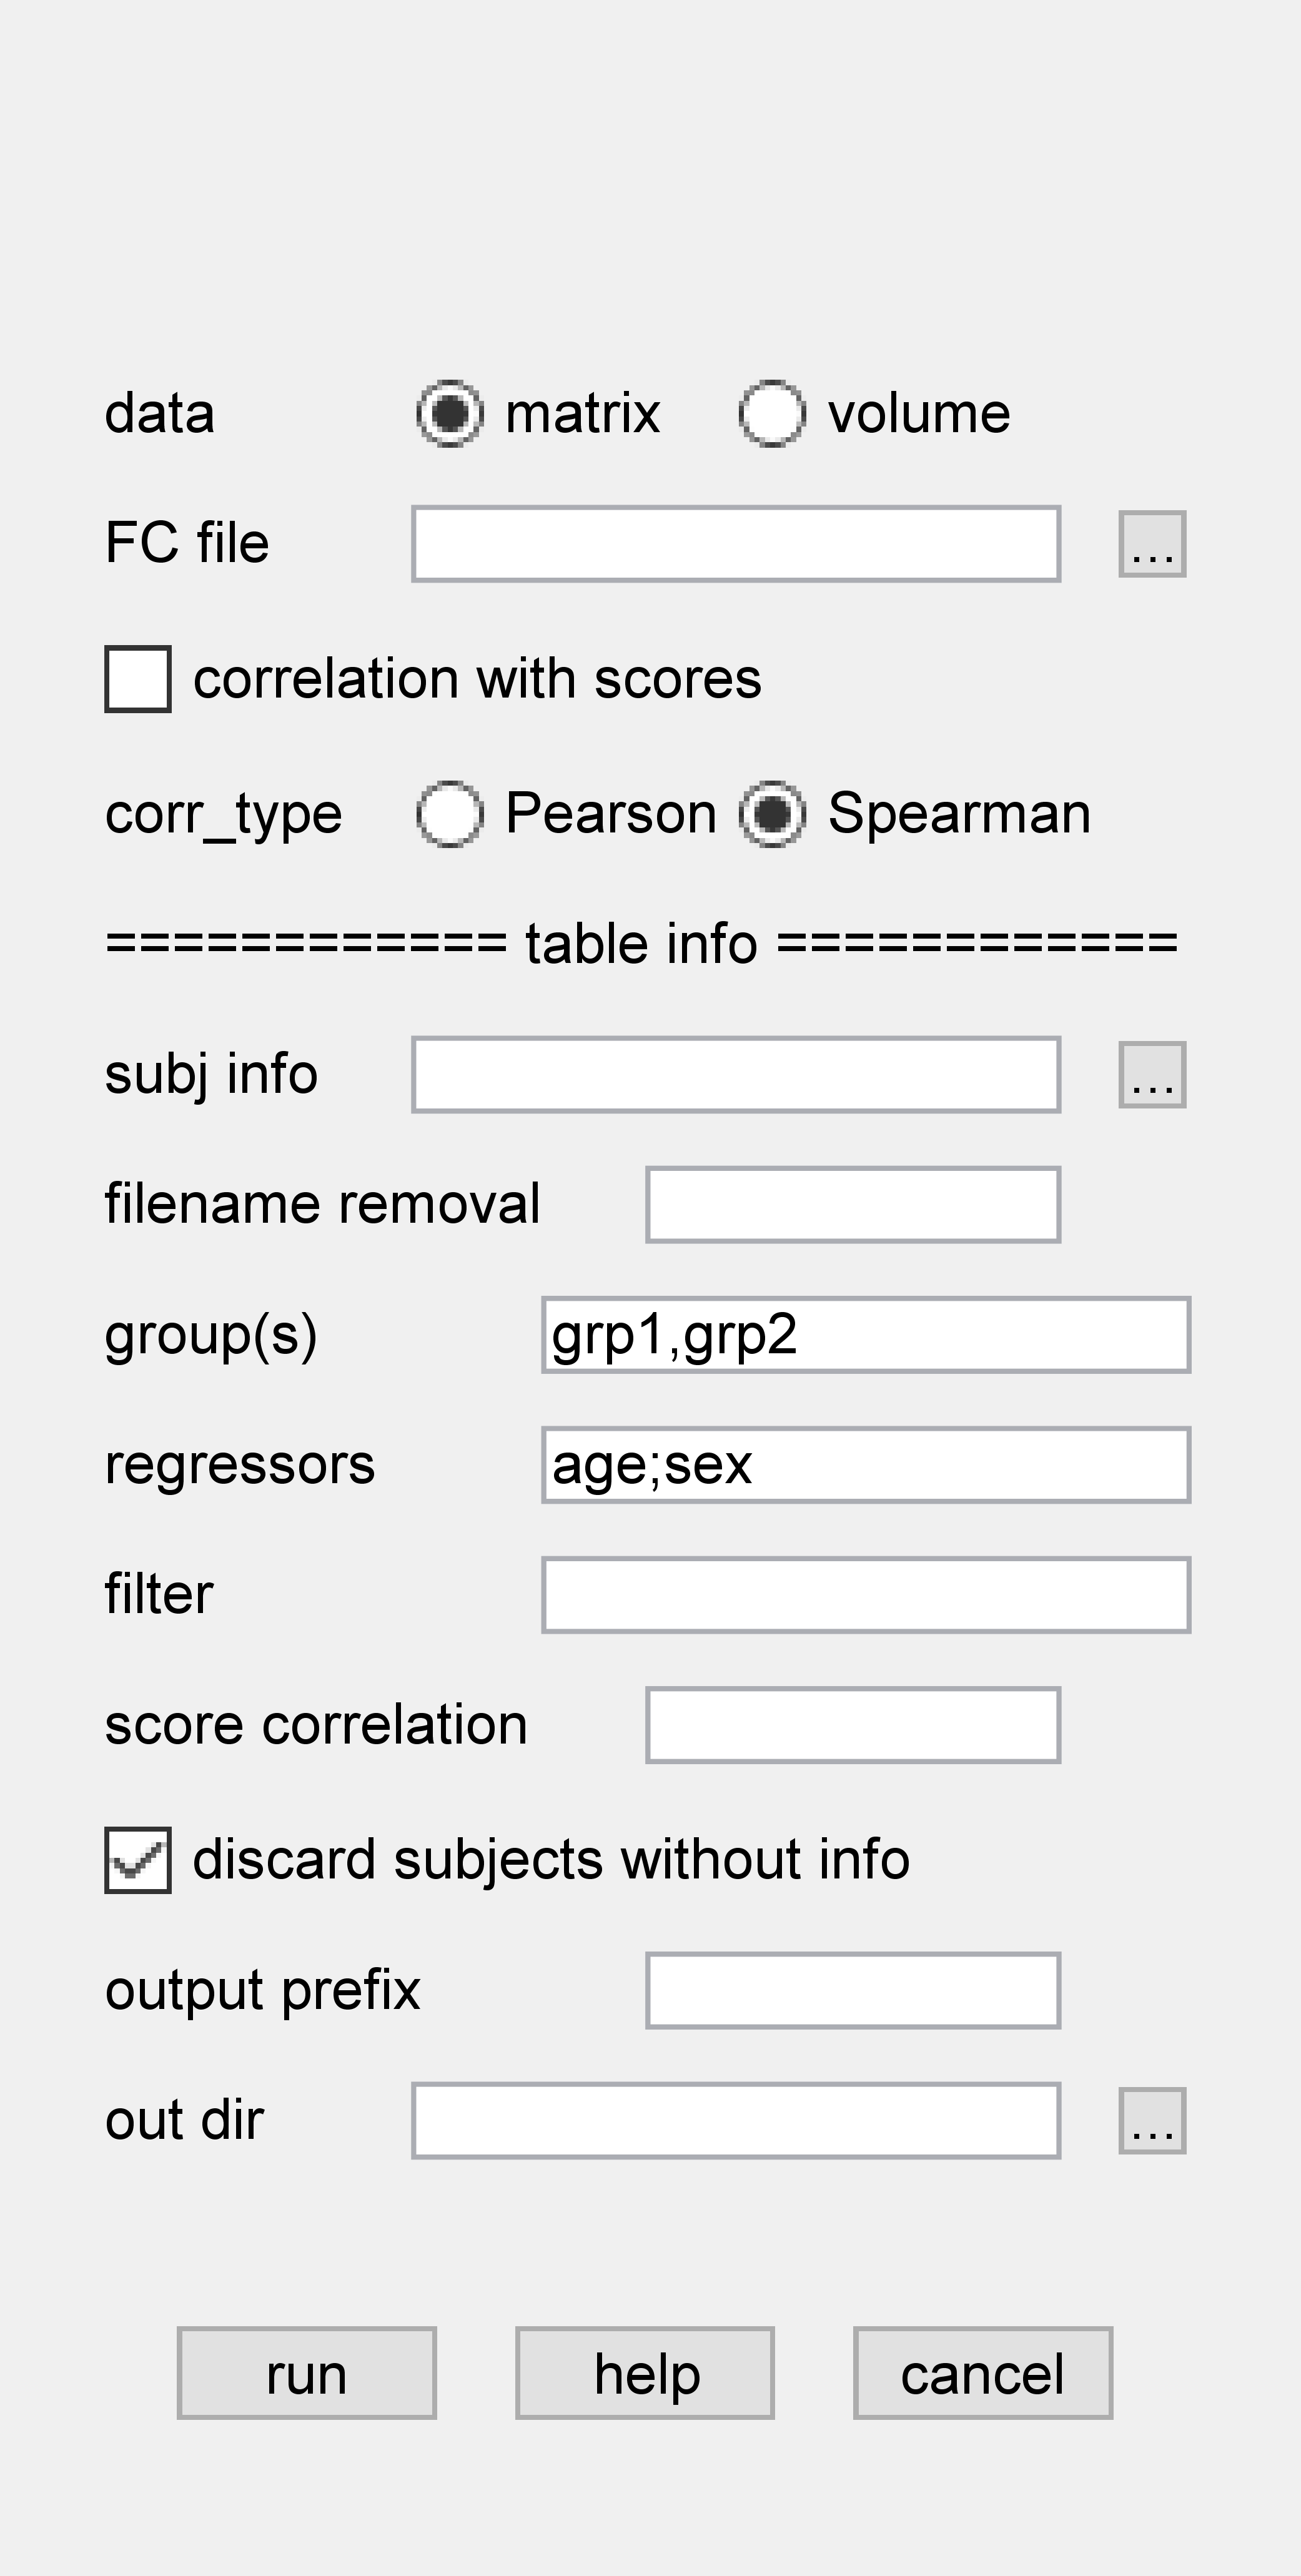 data matrix volume
FC file ...
correlation with scores
corr_type Pearson Spearman
============ table info ============
subj info ...
filename removal
group(s) grp1,grp2
regressors age;sex
filter
score correlation
discard subjects without info
output prefix
out dir ...
run help cancel